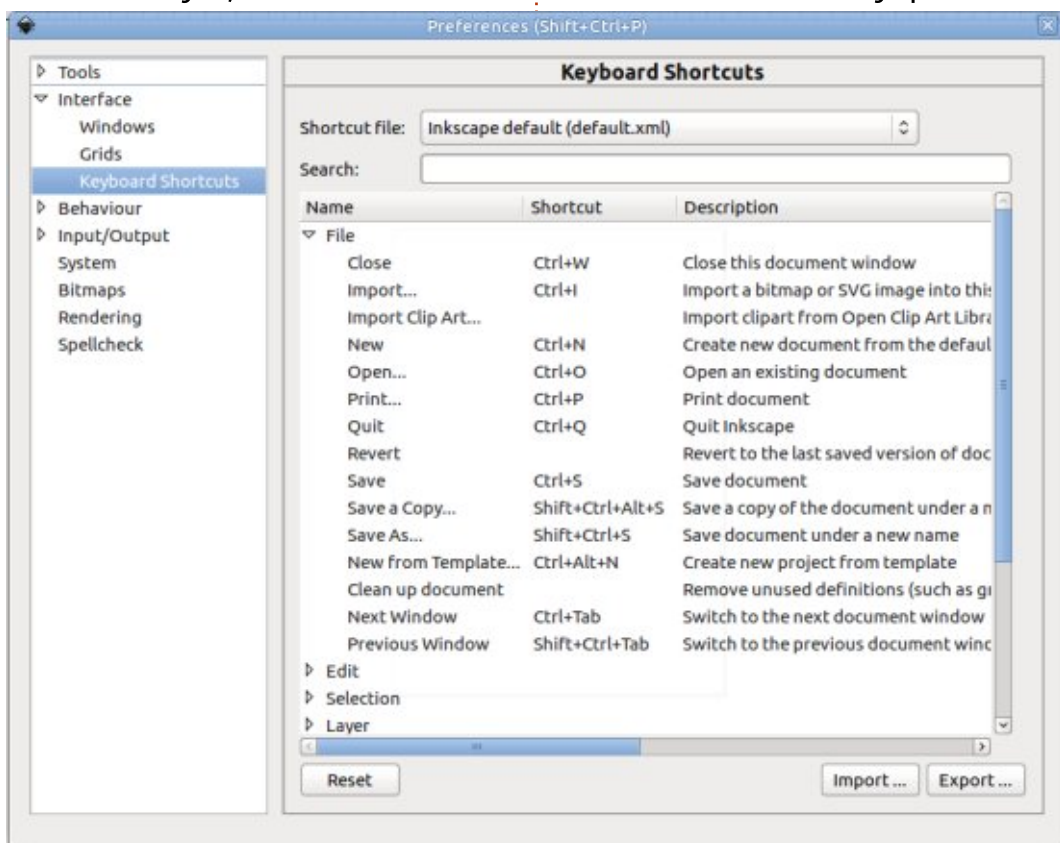 Preferences (Shift+Ctrl+P)
Tools
Interface
Windows
Grids
Keyboard Shortcuts
Behaviour
Input/Output
System
Bitmaps
Rendering
Spellcheck
Keyboard Shortcuts
Shortcut file: Inkscape default (default.xml)
Search:
Name Shortcut Description
File
Close Ctrl+W Close this document window
Import... Ctrl+I Import a bitmap or SVG image into this
Import Clip Art... Import clipart from Open Clip Art Libra
New Ctrl+N Create new document from the defaul
Open... Ctrl+O Open an existing document
Print... Ctrl+P Print document
Quit Ctrl+Q Quit Inkscape
Revert Revert to the last saved version of doc
Save Ctrl+S Save document
Save a Copy... Shift+Ctrl+Alt+S Save a copy of the document under a n
Save As... Shift+Ctrl+S Save document under a new name
New from Template... Ctrl+Alt+N Create new project from template
Clean up document Remove unused definitions (such as gr
Next Window Ctrl+Tab Switch to the next document window
Previous Window Shift+Ctrl+Tab Switch to the previous document winc
Edit
Selection
Layer
Reset Import ... Export ...